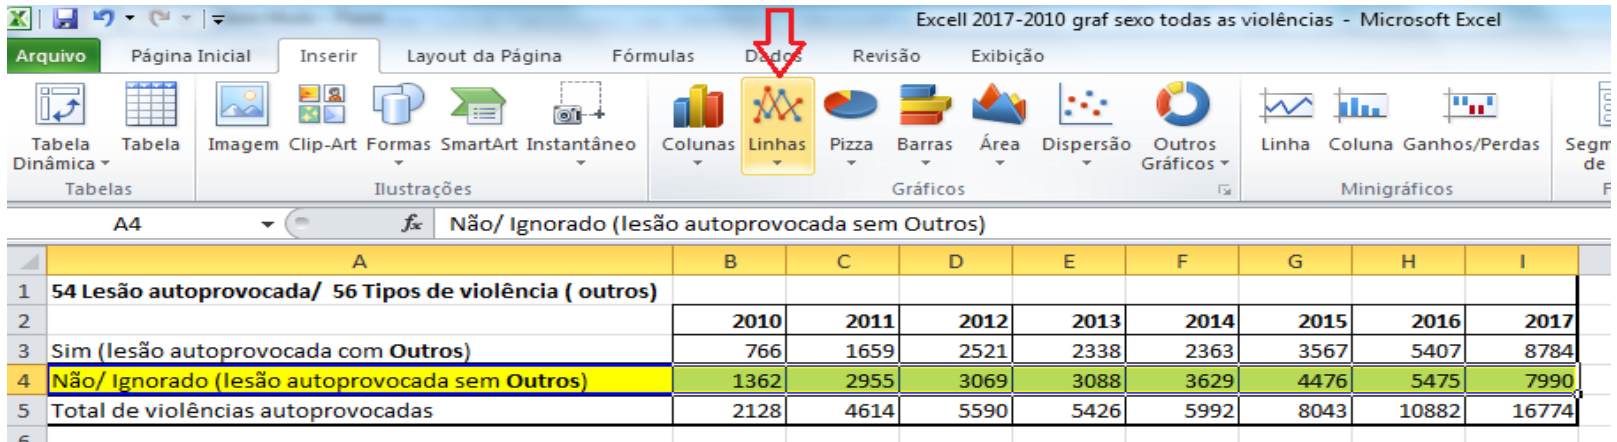 Excell 2017-2010 graf sexo todas as violências - Microsoft Excel
Arquivo Página Inicial Inserir Layout da Página Fórmulas Dados Revisão Exibição
Tabela Dinâmica Tabela Imagem Clip-Art Formas SmartArt Instantâneo Colunas Linhas Pizza Barras Área Dispersão Outros Gráficos Linha Coluna Ganhos/Perdas Segm de
Tabelas Ilustrações Gráficos Minigráficos F
A4 fx Não/ Ignorado (lesão autoprovocada sem Outros)
A B C D E F G H I
1 54 Lesão autoprovocada/ 56 Tipos de violência ( outros)
2 2010 2011 2012 2013 2014 2015 2016 2017
3 Sim (lesão autoprovocada com Outros) 766 1659 2521 2338 2363 3567 5407 8784
4 Não/ Ignorado (lesão autoprovocada sem Outros) 1362 2955 3069 3088 3629 4476 5475 7990
5 Total de violências autoprovocadas 2128 4614 5590 5426 5992 8043 10882 16774
6